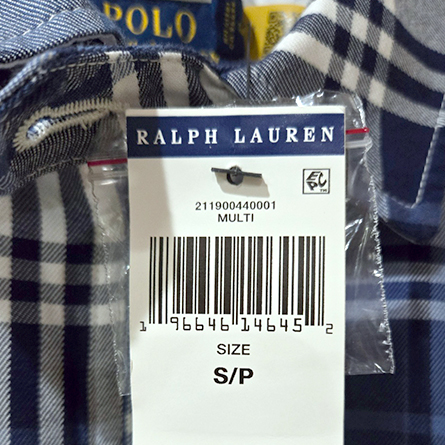 POLO
RALPH LAUREN
211900440001
MULTI
1 96646 14645 2
SIZE
S/P